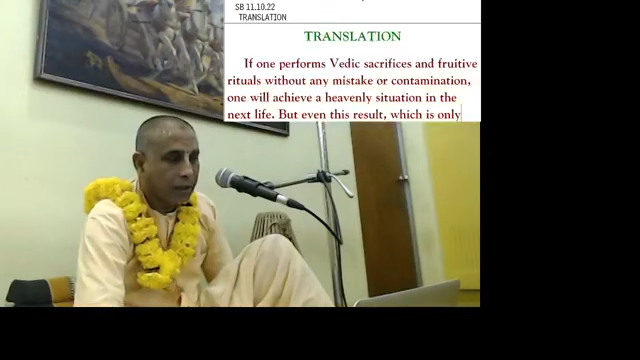 SB 11.10.22
TRANSLATION
TRANSLATION
If one performs Vedic sacrifices and fruitive
rituals without any mistake or contamination,
one will achieve a heavenly situation in the
next life. But even this result, which is only